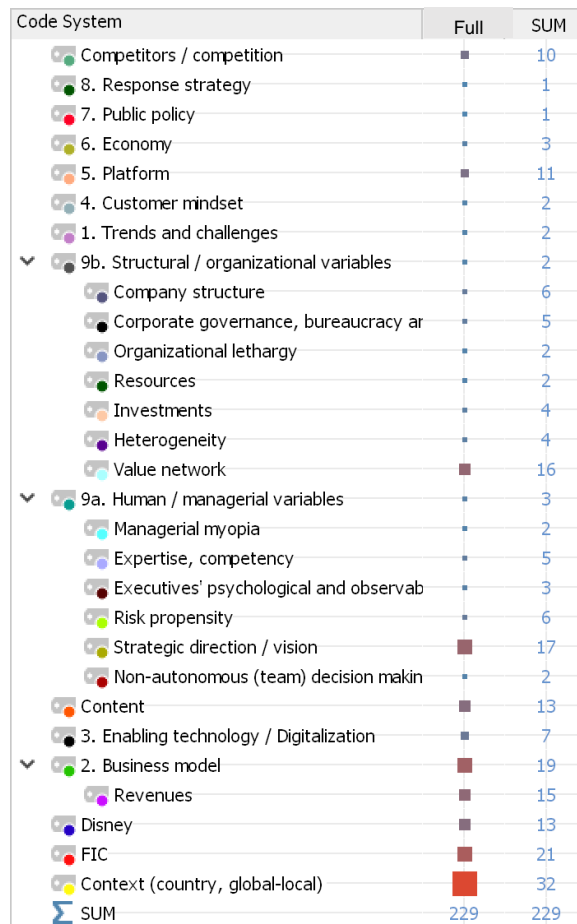 Code System Full SUM
Competitors / competition 10
8. Response strategy 1
7. Public policy 1
6. Economy 3
5. Platform 11
4. Customer mindset 2
1. Trends and challenges 2
9b. Structural / organizational variables 2
Company structure 6
Corporate governance, bureaucracy ar 5
Organizational lethargy 2
Resources 2
Investments 4
Heterogeneity 4
Value network 16
9a. Human / managerial variables 3
Managerial myopia 2
Expertise, competency 5
Executives' psychological and observab 3
Risk propensity 6
Strategic direction / vision 17
Non-autonomous (team) decision makin 2
Content 13
3. Enabling technology / Digitalization 7
2. Business model 19
Revenues 15
Disney 13
FIC 21
Context (country, global-local) 32
Σ SUM 229 229